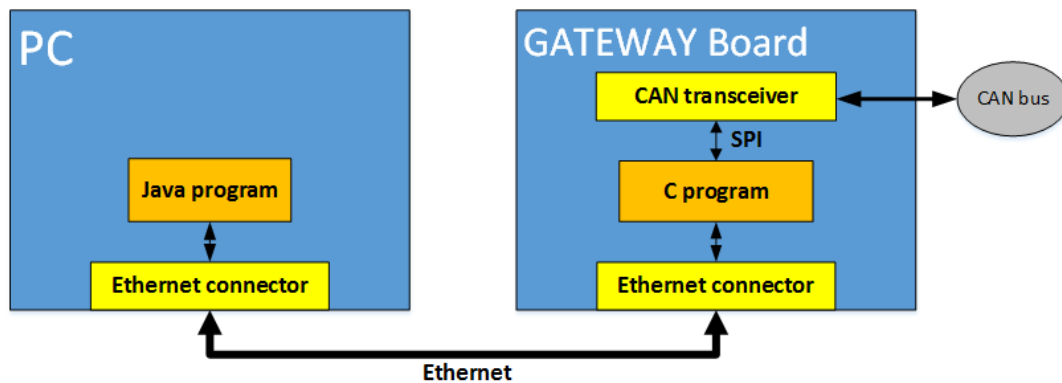 PC
GATEWAY Board
CAN transceiver
CAN bus
SPI
Java program
C program
Ethernet connector
Ethernet connector
Ethernet